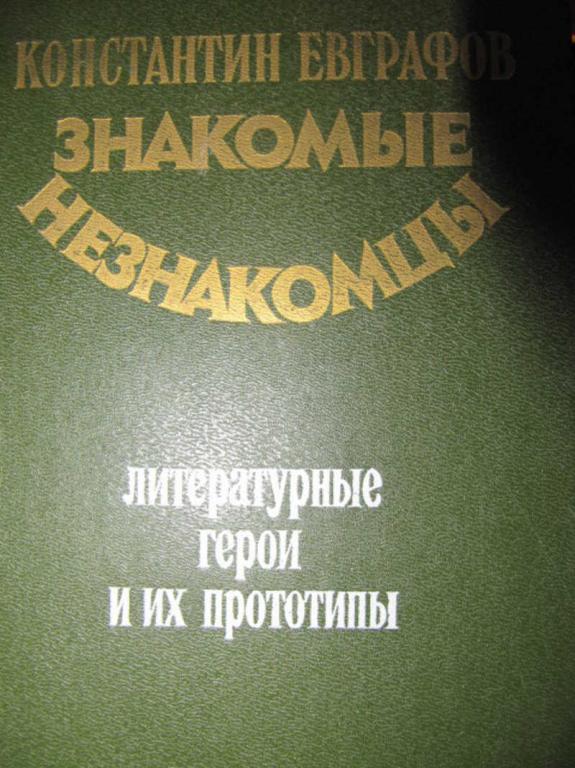 КОНСТАНТИН ЕВГРАФОВ
ЗНАКОМЫЕ
НЕЗНАКОМЦЫ
литературные
герои
и их прототипы